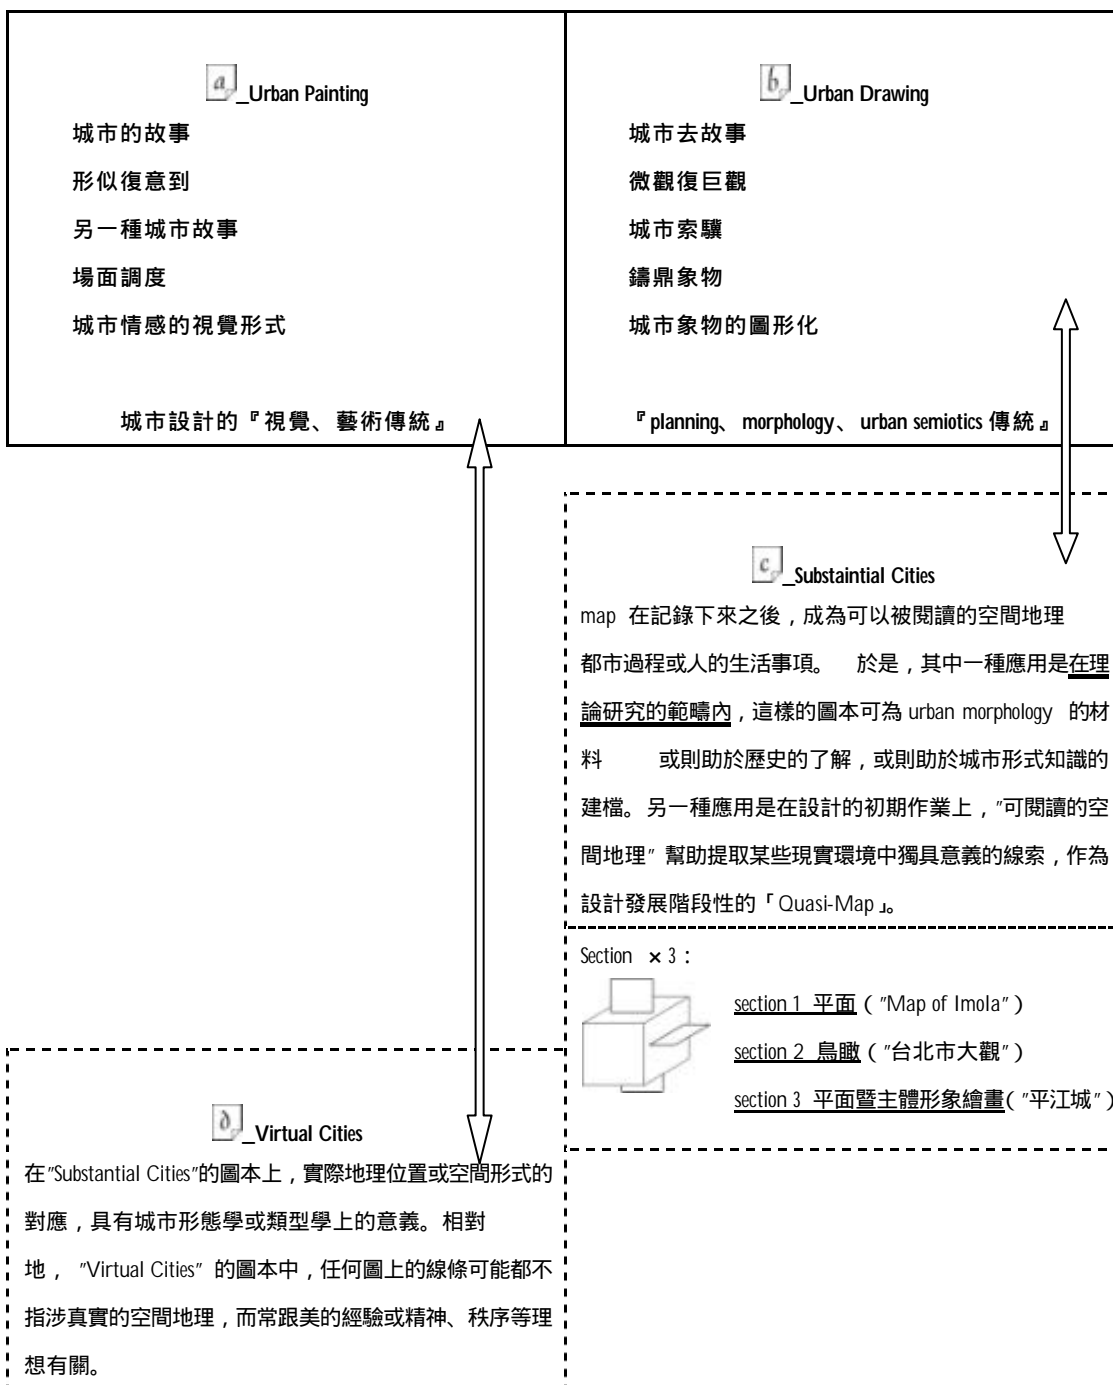 a_Urban Painting
城市的故事
形似復意到
另一種城市故事
場面調度
城市情感的視覺形式
城市設計的『視覺、藝術傳統』
b_Urban Drawing
城市去故事
微觀復巨觀
城市索驥
鑄鼎象物
城市象物的圖形化
『planning、morphology、urban semiotics 傳統』
c_Substaintial Cities
map 在記錄下來之後，成為可以被閱讀的空間地理
都市過程或人的生活事項。 於是，其中一種應用是在理
論研究的範疇內，這樣的圖本可為 urban morphology 的材
料 或則助於歷史的了解，或則助於城市形式知識的
建檔。另一種應用是在設計的初期作業上，"可閱讀的空
間地理" 幫助提取某些現實環境中獨具意義的線索，作為
設計發展階段性的「Quasi-Map」。
Section ×3：
section 1 平面（"Map of Imola"）
section 2 鳥瞰（"台北市大觀"）
section 3 平面暨主體形象繪畫（"平江城"）
d_Virtual Cities
在"Substantial Cities"的圖本上，實際地理位置或空間形式的
對應，具有城市形態學或類型學上的意義。相對
地， "Virtual Cities" 的圖本中，任何圖上的線條可能都不
指涉真實的空間地理，而常跟美的經驗或精神、秩序等理
想有關。